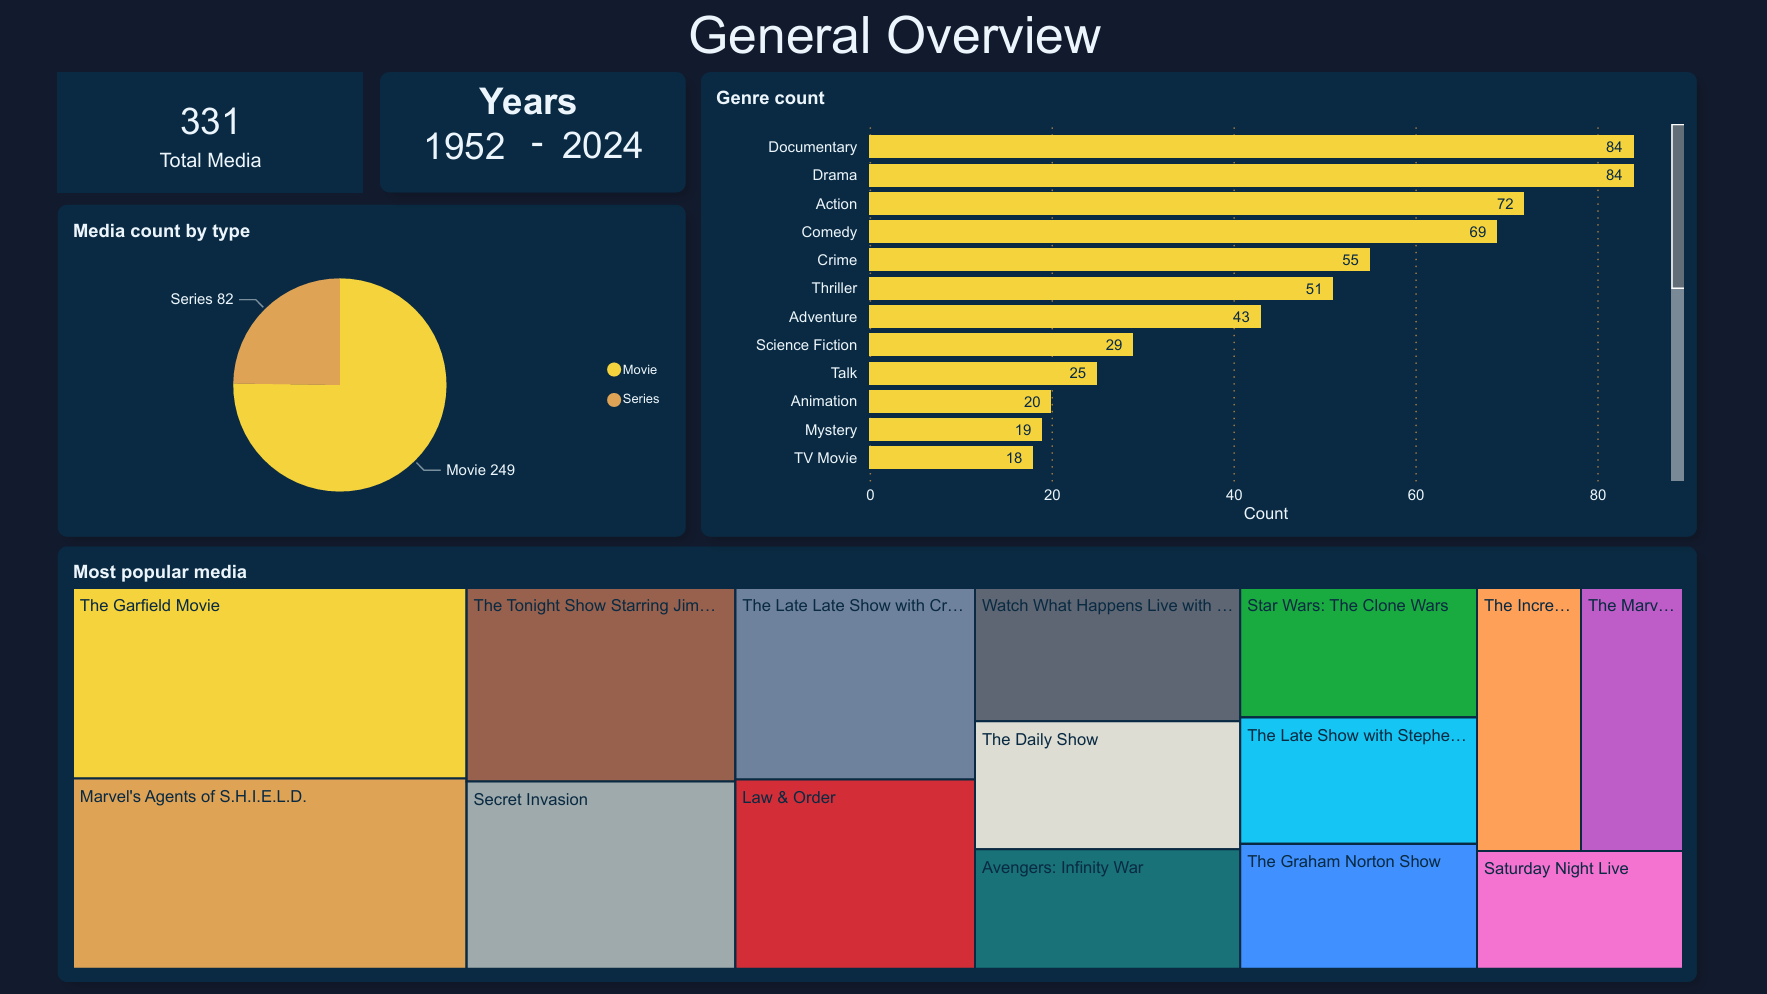 General Overview
331
Total Media
Years
1952 - 2024
Media count by type
Series 82
Movie 249
Movie
Series
Genre count
Documentary 84
Drama 84
Action 72
Comedy 69
Crime 55
Thriller 51
Adventure 43
Science Fiction 29
Talk 25
Animation 20
Mystery 19
TV Movie 18
0 20 40 60 80
Count
Most popular media
The Garfield Movie
Marvel's Agents of S.H.I.E.L.D.
The Tonight Show Starring Jim…
Secret Invasion
The Late Late Show with Cr…
Law & Order
Watch What Happens Live with …
The Daily Show
Avengers: Infinity War
Star Wars: The Clone Wars
The Late Show with Stephe…
The Graham Norton Show
The Incre…
The Marv…
Saturday Night Live